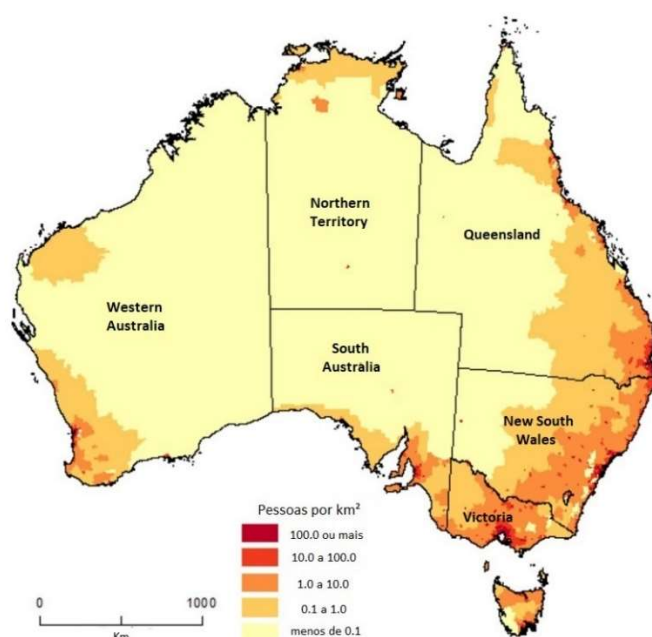 Northern
Territory
Queensland
Western
Australia
South
Australia
New South
Wales
Victoria
Pessoas por km²
100.0 ou mais
10.0 a 100.0
1.0 a 10.0
0.1 a 1.0
menos de 0.1
0 1000
Km